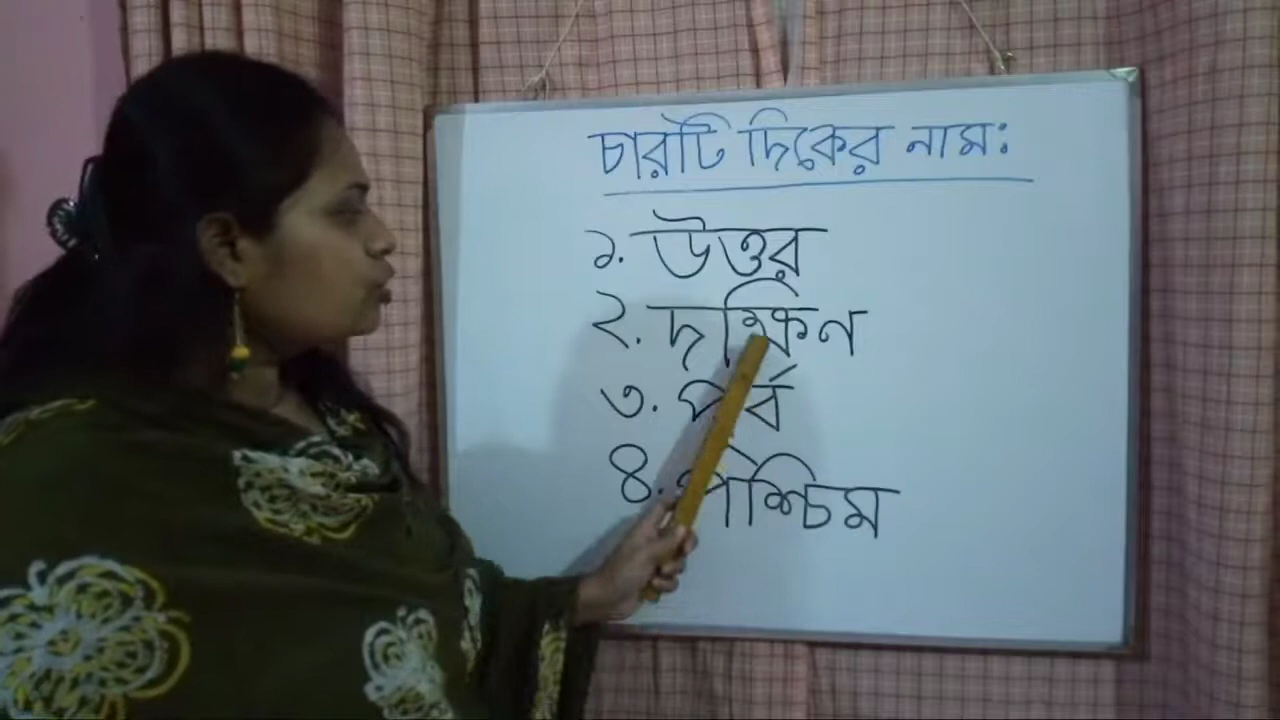 চারটি দিকের নাম:
১. উত্তর
২. দক্ষিন
৩. পূর্ব
৪. পশ্চিম